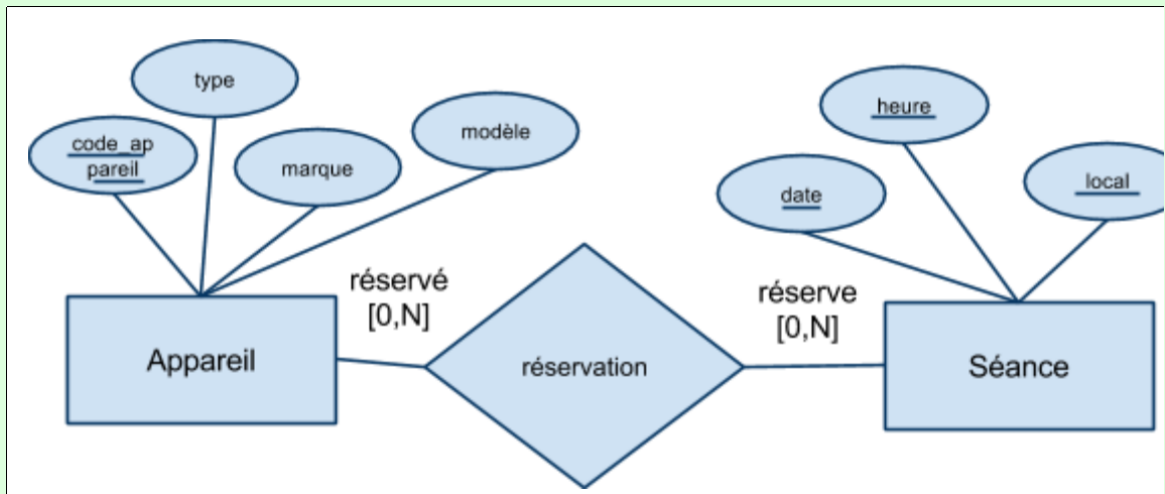 type
code_ap
pareil
marque
modèle
heure
date
local
réservé
[0,N]
réserve
[0,N]
Appareil
réservation
Séance